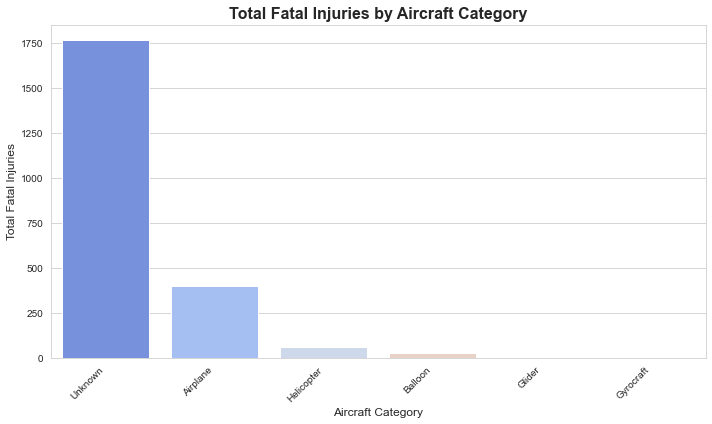 Total Fatal Injuries by Aircraft Category
Total Fatal Injuries
1750
1500
1250
1000
750
500
250
0
Unknown
Airplane
Helicopter
Balloon
Glider
Gyrocraft
Aircraft Category